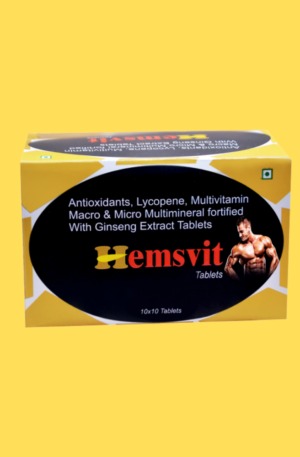 Antioxidants, Lycopene, Multivitamin
Macro & Micro Multimineral fortified
With Ginseng Extract Tablets
Hemsvit
Tablets
10x10 Tablets